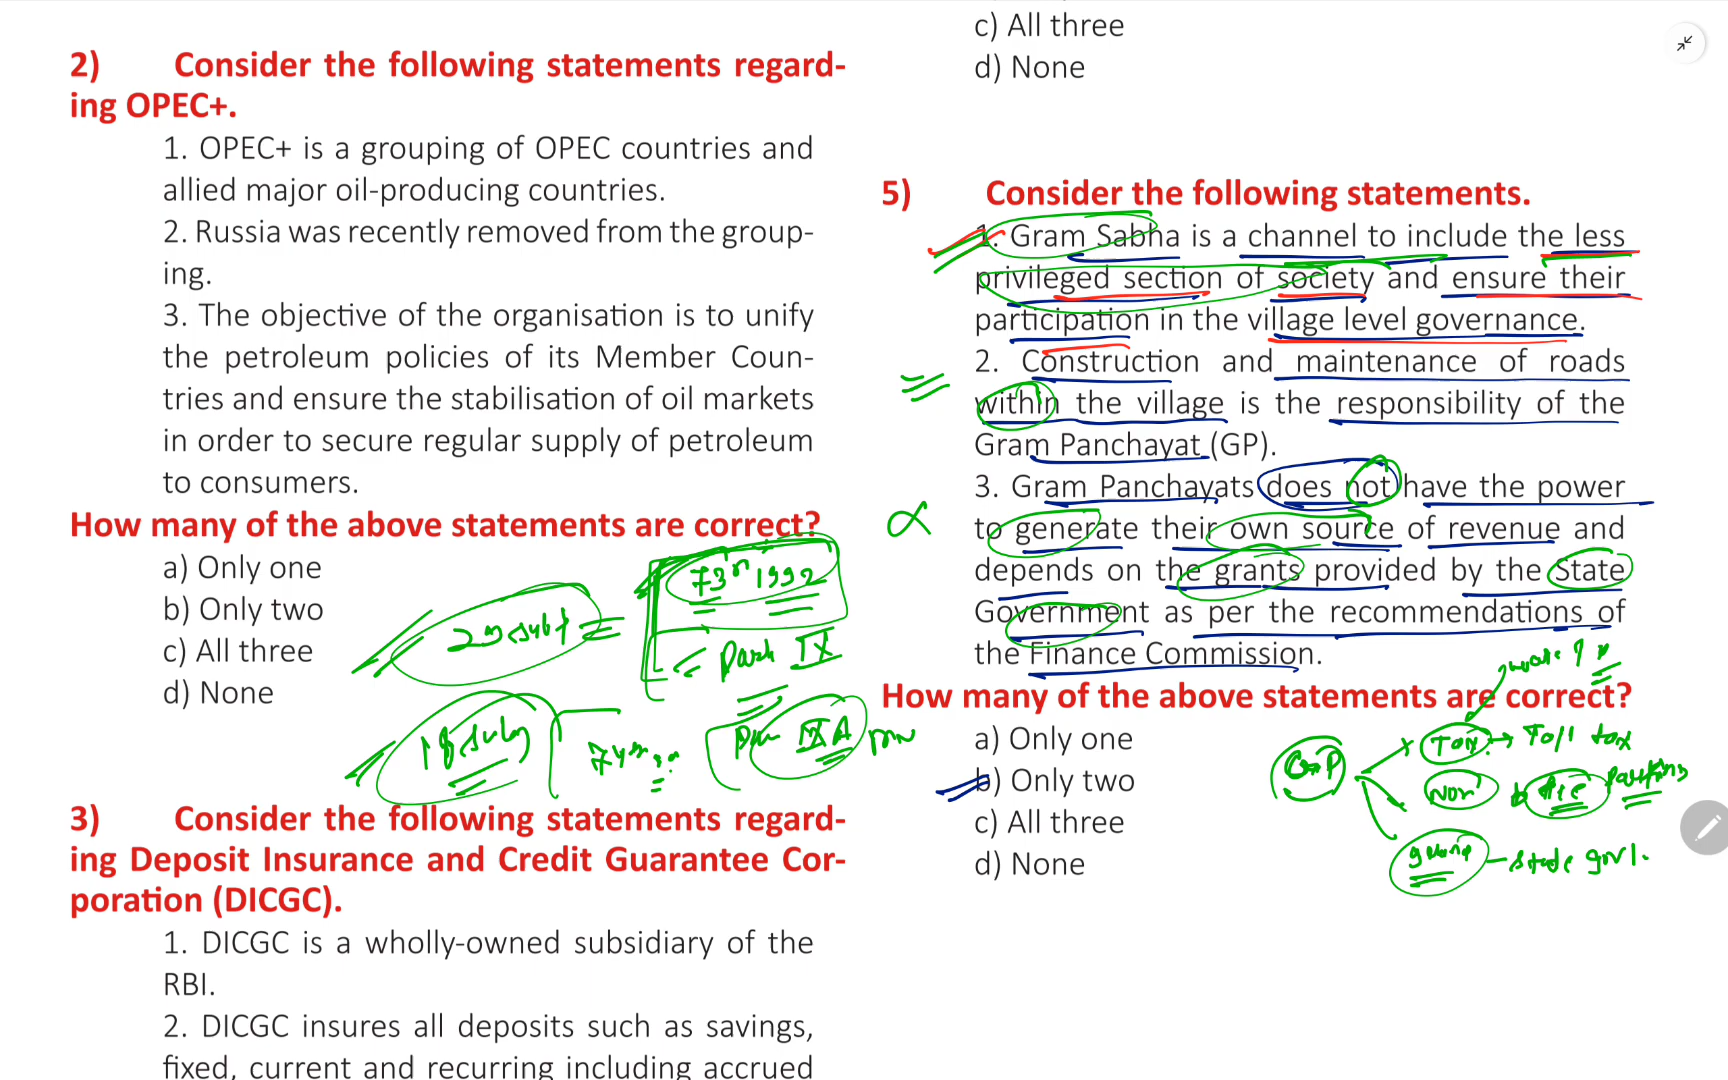 2) Consider the following statements regard-
ing OPEC+.
1. OPEC+ is a grouping of OPEC countries and
allied major oil-producing countries.
2. Russia was recently removed from the group-
ing.
3. The objective of the organisation is to unify
the petroleum policies of its Member Coun-
tries and ensure the stabilisation of oil markets
in order to secure regular supply of petroleum
to consumers.
How many of the above statements are correct?
a) Only one
b) Only two
c) All three
d) None
73rd 1992
Part IX
IX A
3) Consider the following statements regard-
ing Deposit Insurance and Credit Guarantee Cor-
poration (DICGC).
1. DICGC is a wholly-owned subsidiary of the
RBI.
2. DICGC insures all deposits such as savings,
fixed, current and recurring including accrued
c) All three
d) None
5) Consider the following statements.
1. Gram Sabha is a channel to include the less
privileged section of society and ensure their
participation in the village level governance.
2. Construction and maintenance of roads
within the village is the responsibility of the
Gram Panchayat (GP).
3. Gram Panchayats does not have the power
to generate their own source of revenue and
depends on the grants provided by the State
Government as per the recommendations of
the Finance Commission.
How many of the above statements are correct?
a) Only one
b) Only two
c) All three
d) None
GP
Tax → Toll tax
Non
Parking
State govt.